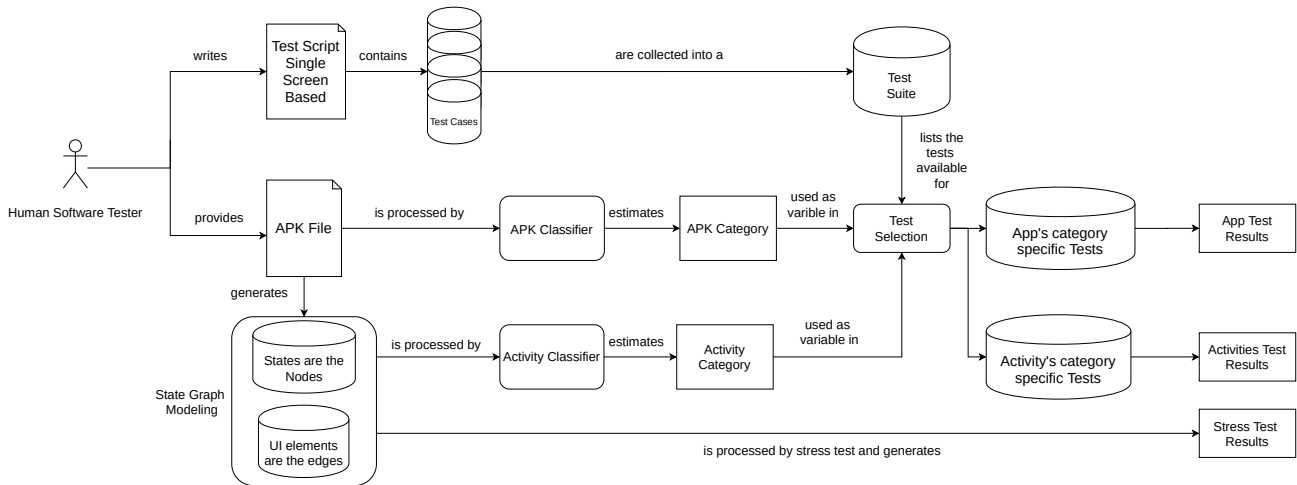 writes
Test Script
Single
Screen
Based
contains
Test Cases
are collected into a
Test
Suite
lists the
tests
available
for
Human Software Tester
provides
APK File
is processed by
APK Classifier
estimates
APK Category
used as
varible in
Test
Selection
App's category
specific Tests
App Test
Results
generates
State Graph
Modeling
States are the
Nodes
UI elements
are the edges
is processed by
Activity Classifier
estimates
Activity
Category
used as
variable in
Activity's category
specific Tests
Activities Test
Results
is processed by stress test and generates
Stress Test
Results